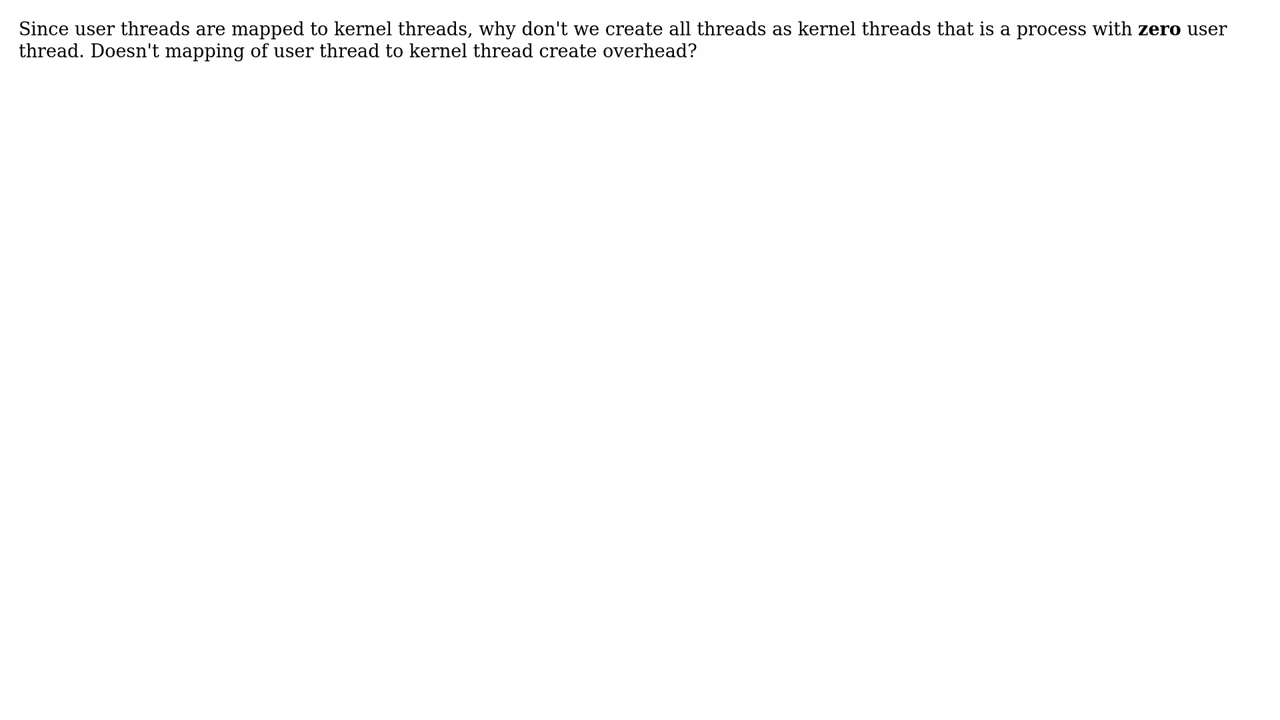 Since user threads are mapped to kernel threads, why don't we create all threads as kernel threads that is a process with zero user
thread. Doesn't mapping of user thread to kernel thread create overhead?